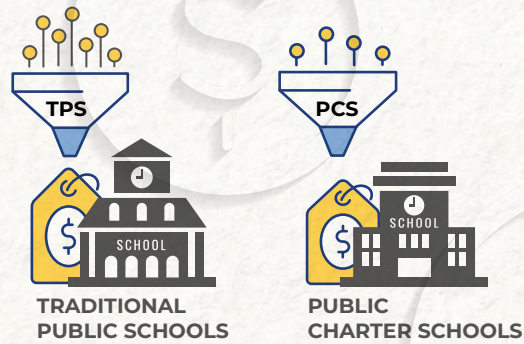 TPS
PCS
$
SCHOOL
$
SCHOOL
TRADITIONAL
PUBLIC SCHOOLS
PUBLIC
CHARTER SCHOOLS